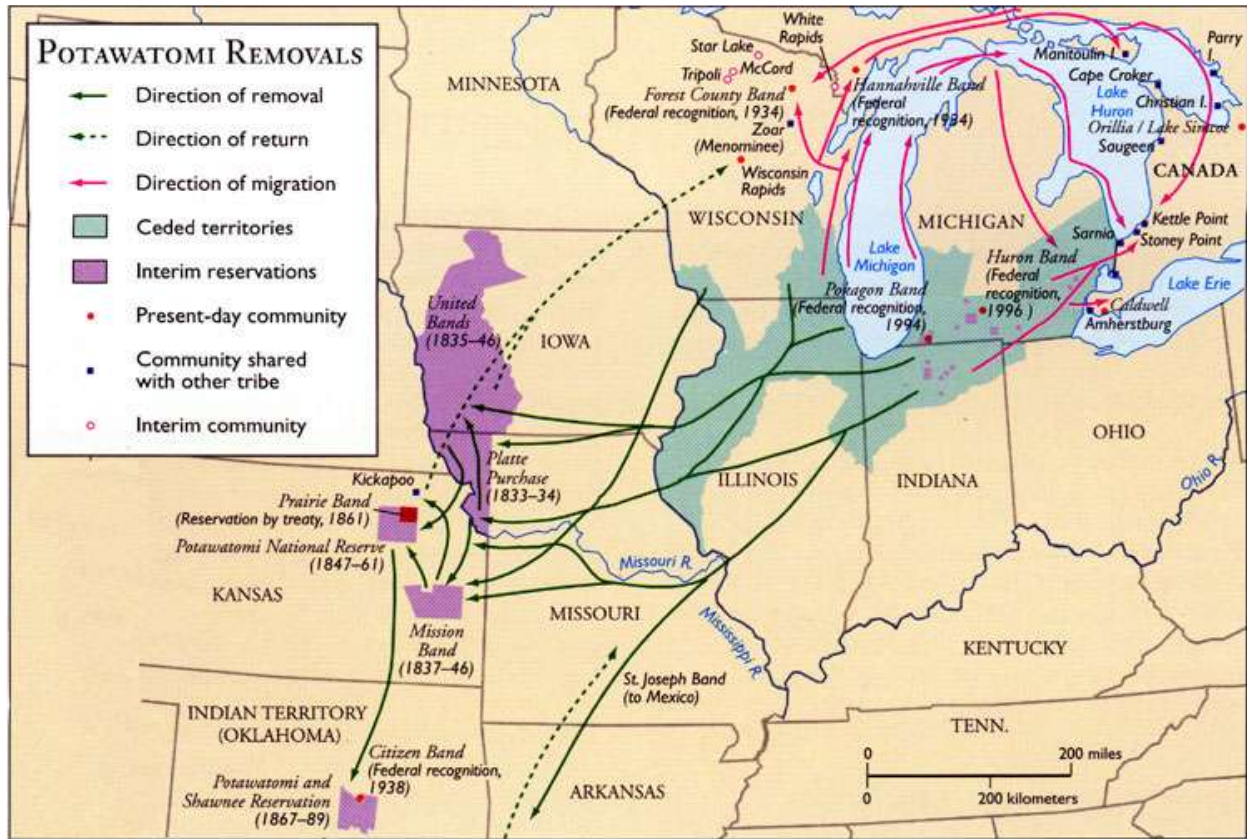 POTAWATOMI REMOVALS
Direction of removal
Direction of return
Direction of migration
Ceded territories
Interim reservations
Present-day community
Community shared
with other tribe
Interim community
MINNESOTA
Star Lake
McCord
Tripoli
White
Rapids
Forest County Band
(Federal recognition, 1934)
Zoar
(Menominee)
Wisconsin
Rapids
WISCONSIN
Hannahville Band
(Federal
recognition, 1934)
Manitoulin I.
Parry
I.
Cape Croker
Lake
Huron
Christian I.
Orillia / Lake Simcoe
Saugeen
CANADA
MICHIGAN
Kettle Point
Stoney Point
Sarnia
Lake
Michigan
Huron Band
(Federal
recognition,
1996 )
Pokagon Band
(Federal recognition,
1994)
Lake Erie
Caldwell
Amherstburg
United
Bands
(1835–46)
IOWA
Platte
Purchase
(1833–34)
ILLINOIS
INDIANA
OHIO
Ohio R.
Kickapoo
Prairie Band
(Reservation by treaty, 1861)
Potawatomi National Reserve
(1847–61)
KANSAS
Missouri R.
MISSOURI
Mission
Band
(1837–46)
Mississippi R.
KENTUCKY
St. Joseph Band
(to Mexico)
INDIAN TERRITORY
(OKLAHOMA)
Citizen Band
(Federal recognition,
1938)
Potawatomi and
Shawnee Reservation
(1867–89)
ARKANSAS
TENN.
0
200 miles
0
200 kilometers